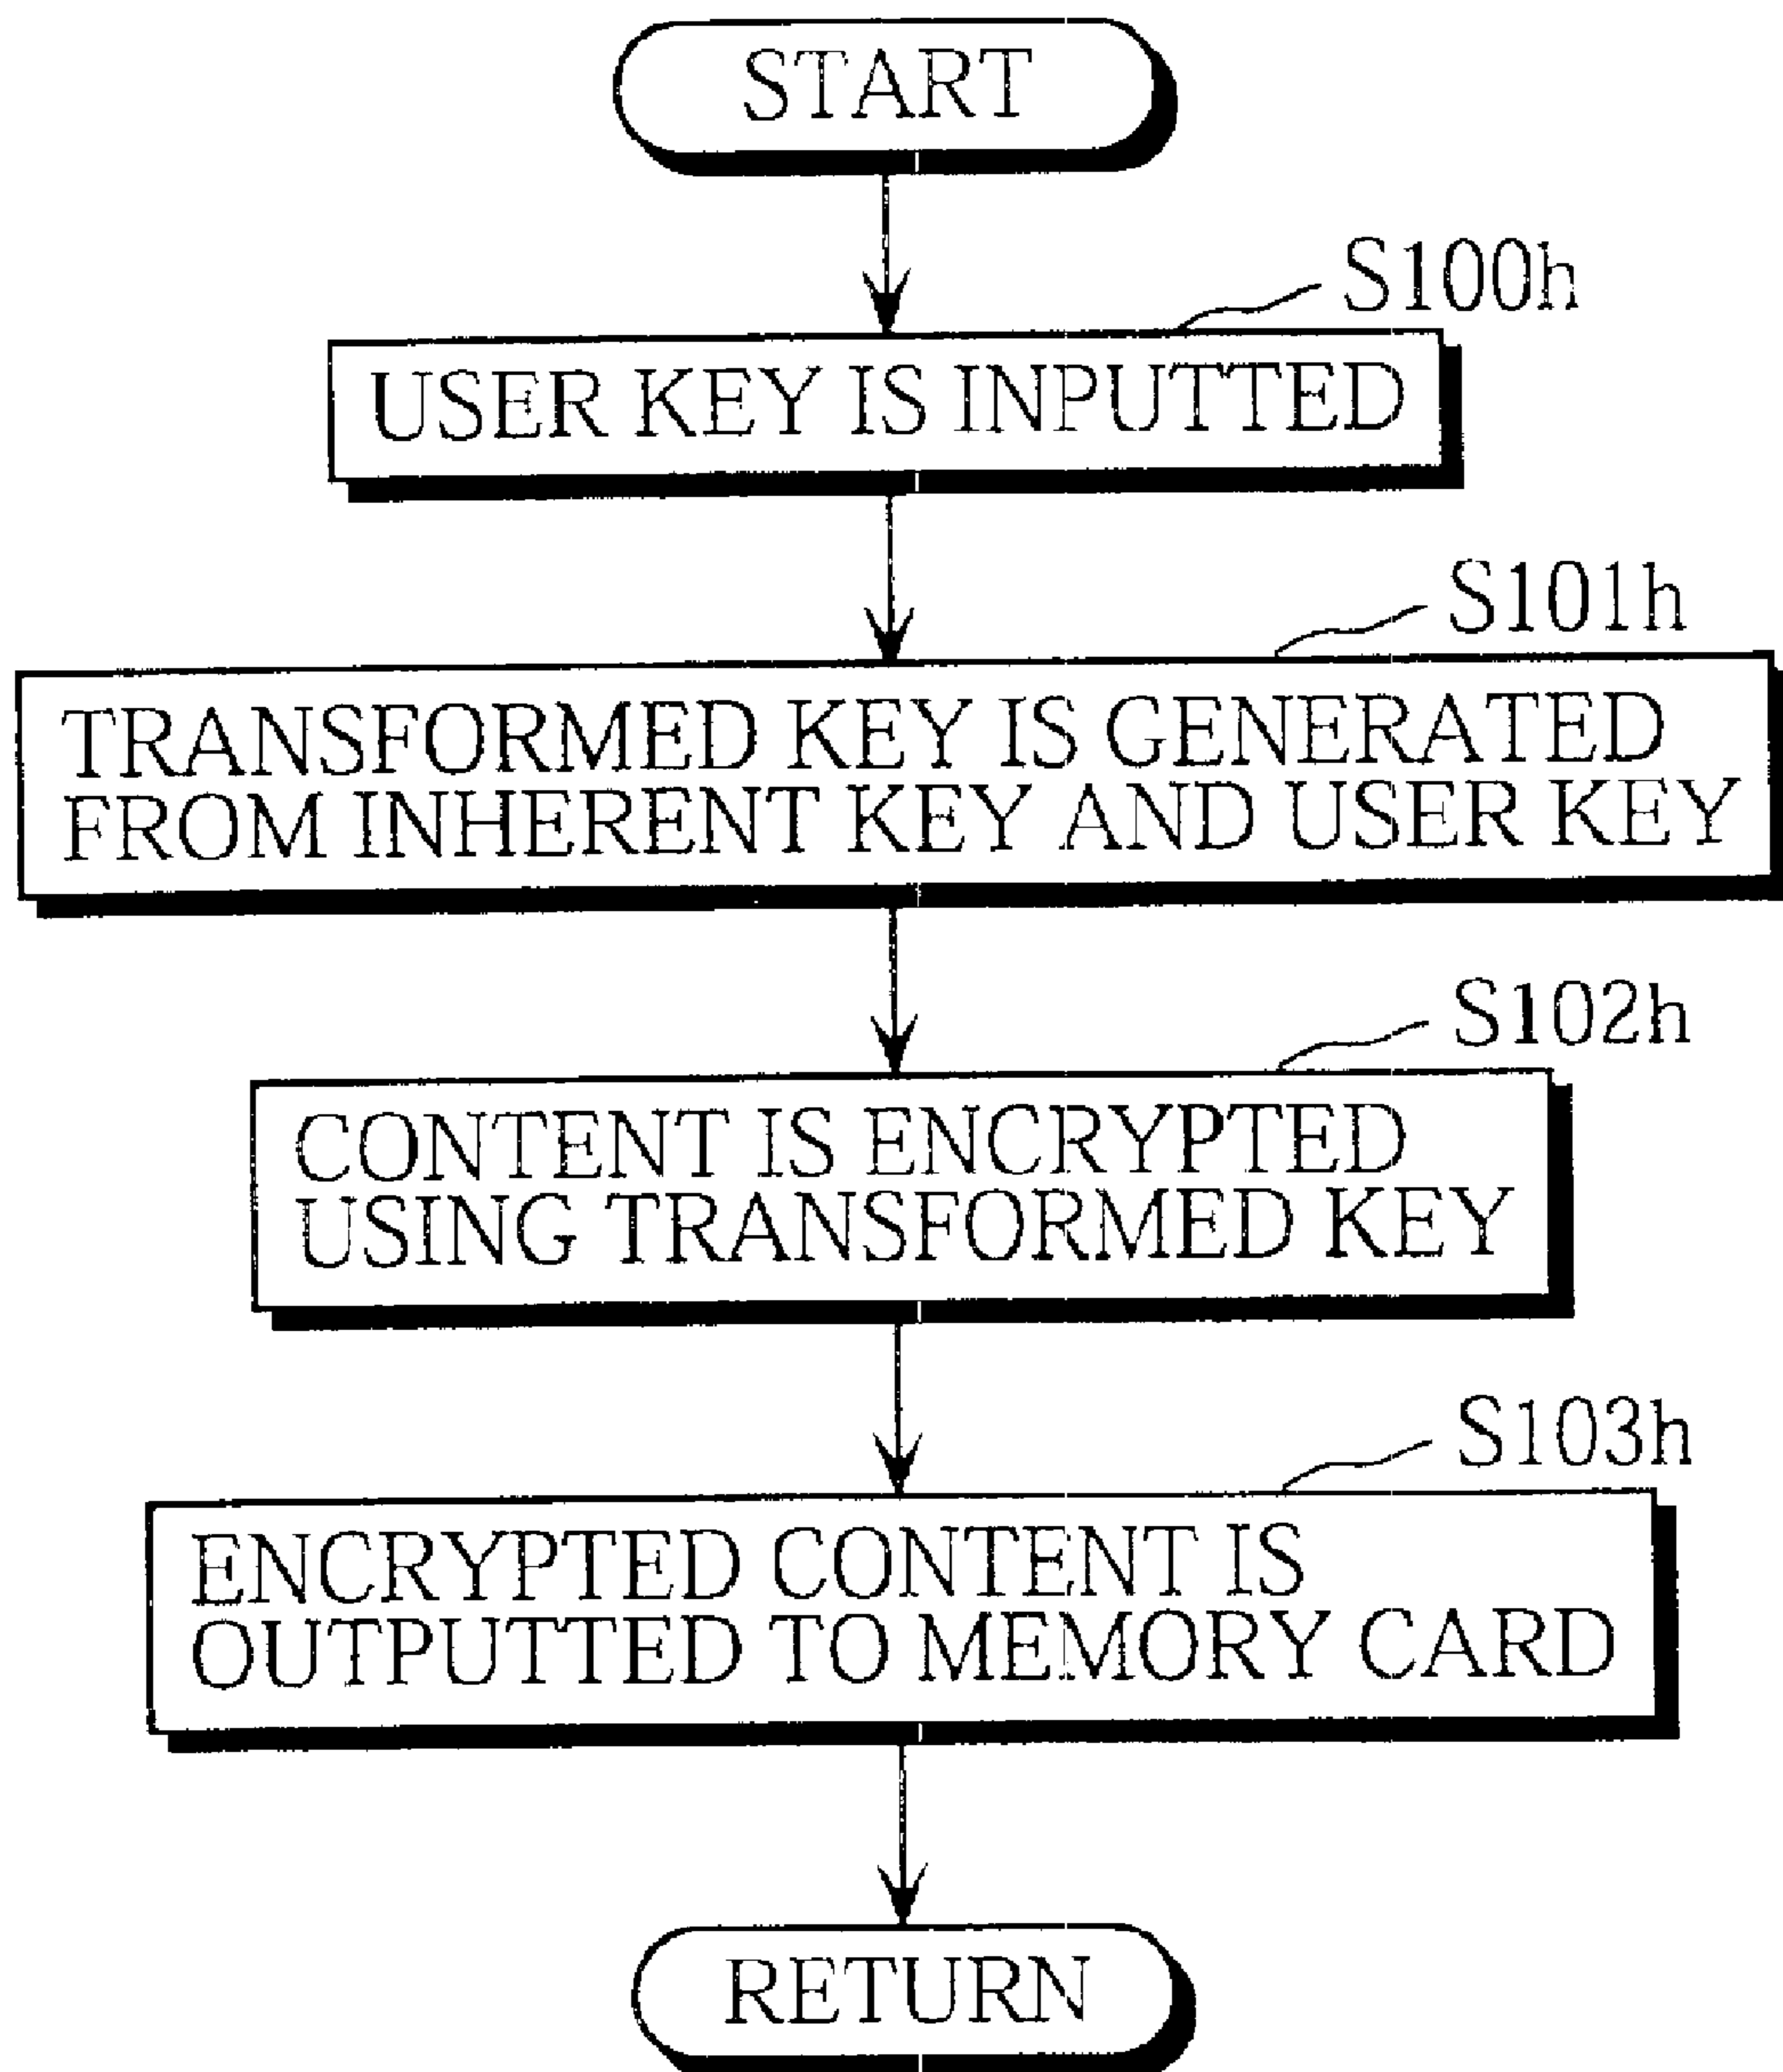 START
S100h
USER KEY IS INPUTTED
S101h
TRANSFORMED KEY IS GENERATED
FROM INHERENT KEY AND USER KEY
S102h
CONTENT IS ENCRYPTED
USING TRANSFORMED KEY
S103h
ENCRYPTED CONTENT IS
OUTPUTTED TO MEMORY CARD
RETURN